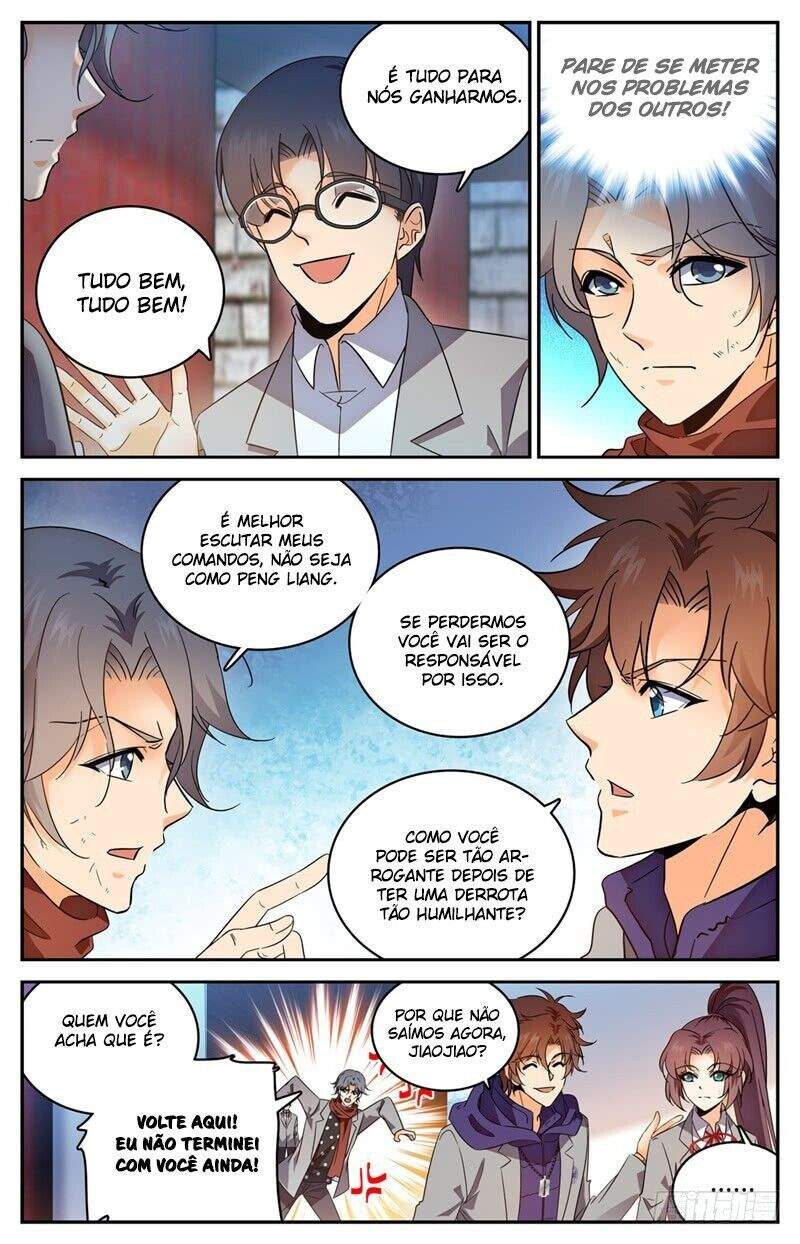 É TUDO PARA
NÓS GANHARMOS.
TUDO BEM,
TUDO BEM!
PARE DE SE METER
NOS PROBLEMAS
DOS OUTROS!
É MELHOR
ESCUTAR MEUS
COMANDOS, NÃO SEJA
COMO PENG LIANG.
SE PERDERMOS
VOCÊ VAI SER O
RESPONSÁVEL
POR ISSO.
COMO VOCÊ
PODE SER TÃO AR-
ROGANTE DEPOIS DE
TER UMA DERROTA
TÃO HUMILHANTE?
QUEM VOCÊ
ACHA QUE É?
VOLTE AQUI!
EU NÃO TERMINEI
COM VOCÊ AINDA!
POR QUE NÃO
SAÍMOS AGORA,
JIAOJIAO?
......